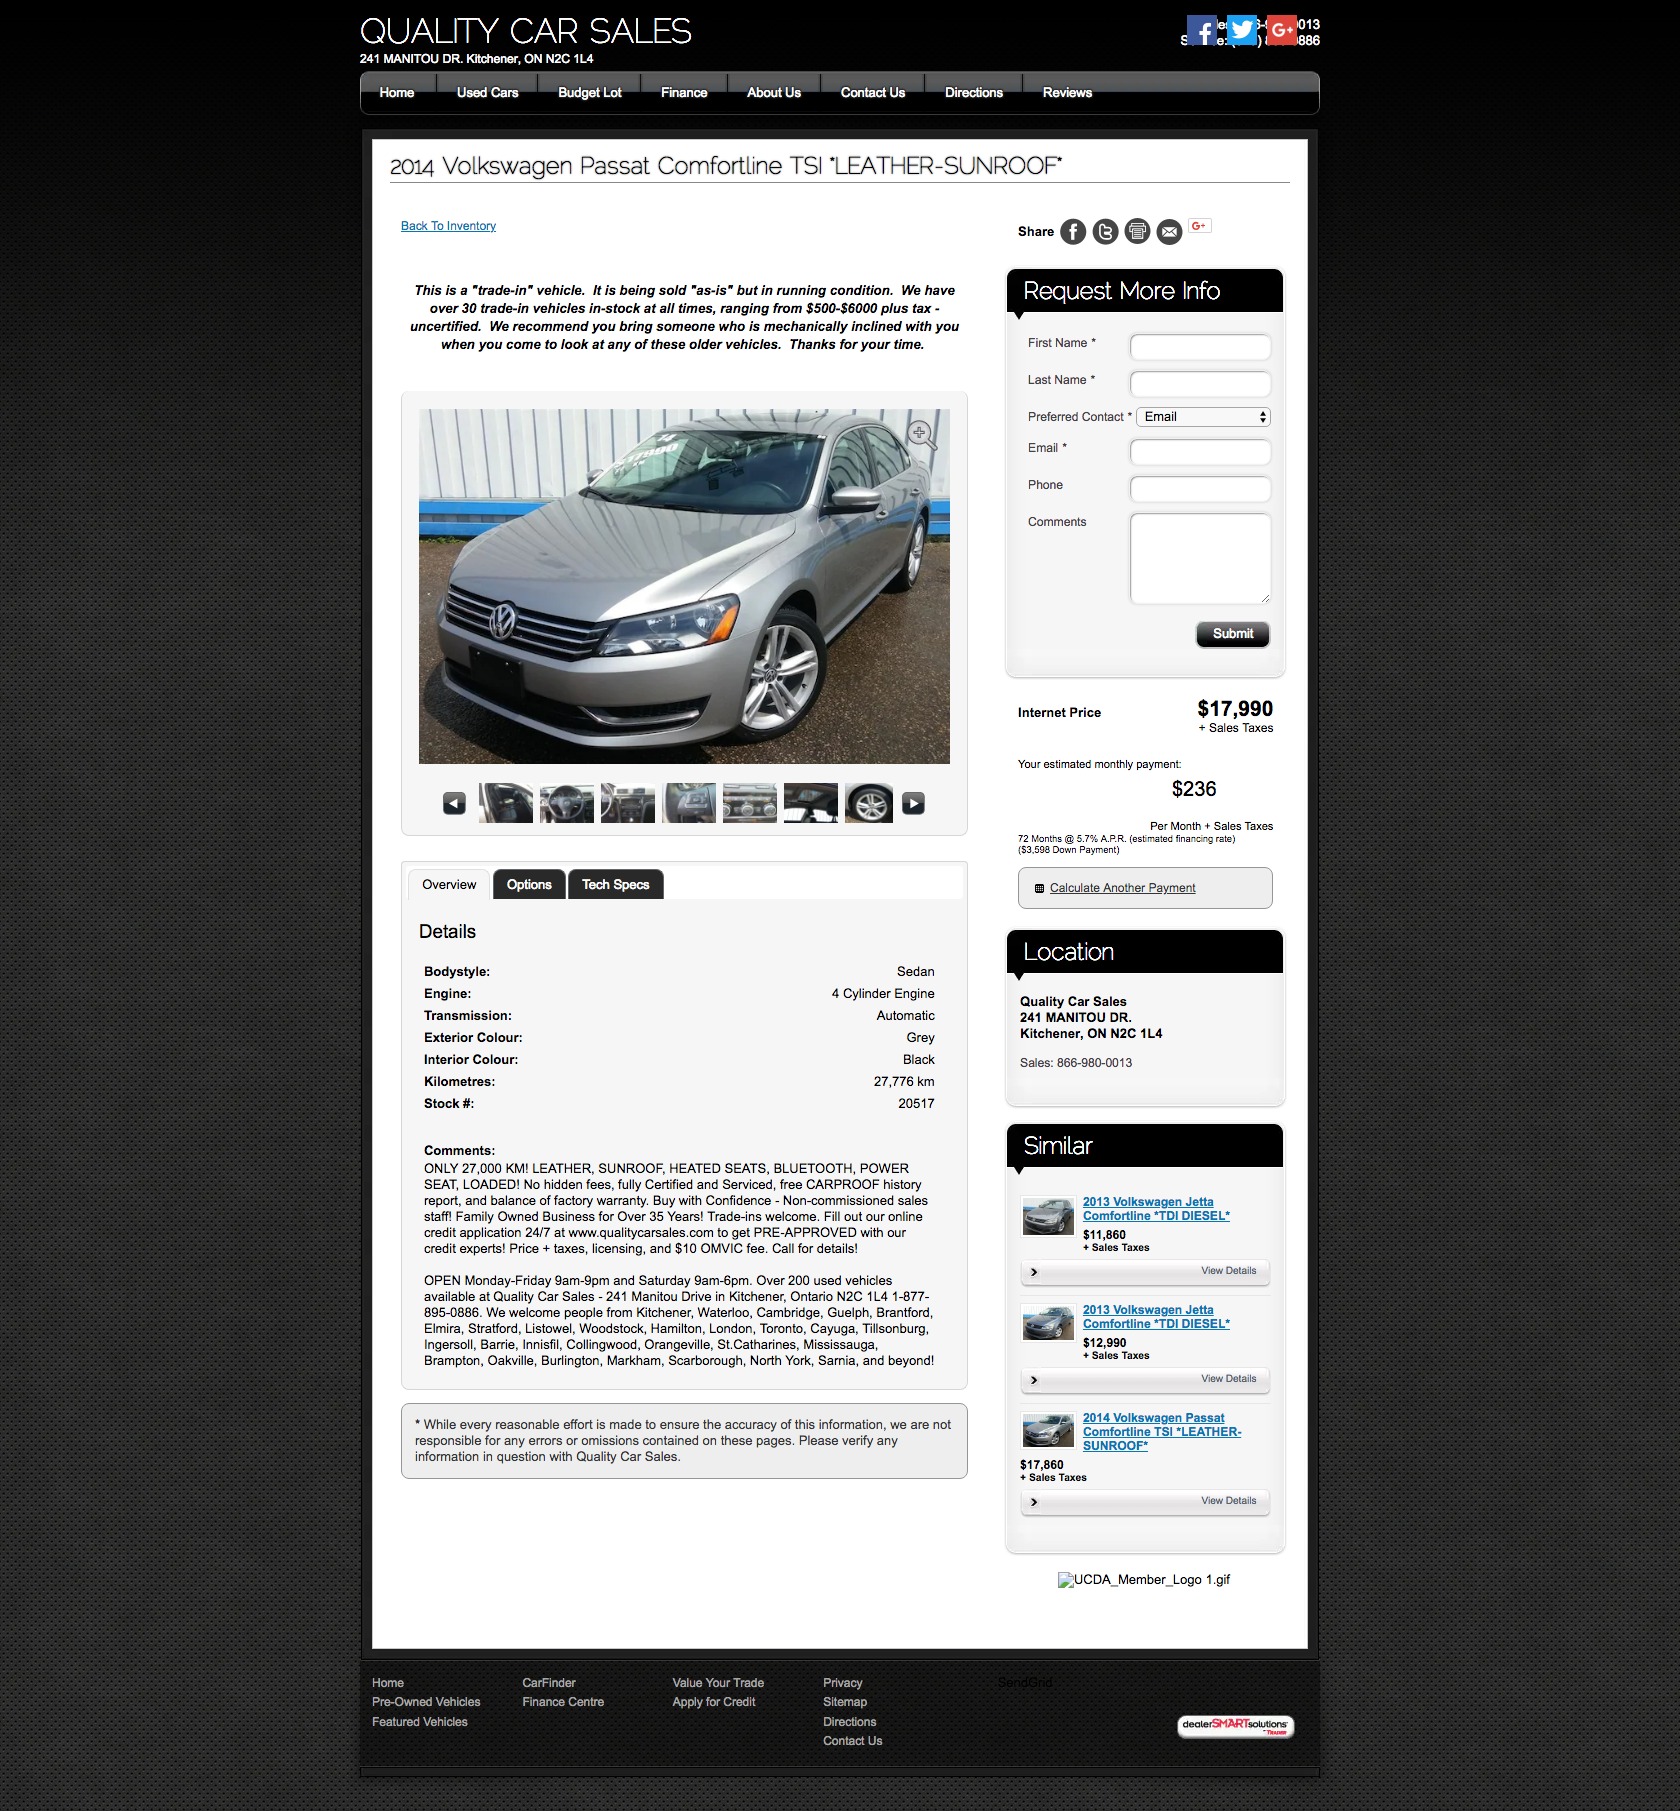 QUALITY CAR SALES
241 MANITOU DR. Kitchener, ON N2C 1L4
Home
Used Cars
Budget Lot
Finance
About Us
Contact Us
Directions
Reviews
2014 Volkswagen Passat Comfortline TSI *LEATHER-SUNROOF*
Back To Inventory
This is a "trade-in" vehicle. It is being sold "as-is" but in running condition. We have
over 30 trade-in vehicles in-stock at all times, ranging from $500-$6000 plus tax -
uncertified. We recommend you bring someone who is mechanically inclined with you
when you come to look at any of these older vehicles. Thanks for your time.
Overview
Options
Tech Specs
Details
Bodystyle: Sedan
Engine: 4 Cylinder Engine
Transmission: Automatic
Exterior Colour: Grey
Interior Colour: Black
Kilometres: 27,776 km
Stock #: 20517
Comments:
ONLY 27,000 KM! LEATHER, SUNROOF, HEATED SEATS, BLUETOOTH, POWER
SEAT, LOADED! No hidden fees, fully Certified and Serviced, free CARPROOF history
report, and balance of factory warranty. Buy with Confidence - Non-commissioned sales
staff! Family Owned Business for Over 35 Years! Trade-ins welcome. Fill out our online
credit application 24/7 at www.qualitycarsales.com to get PRE-APPROVED with our
credit experts! Price + taxes, licensing, and $10 OMVIC fee. Call for details!
OPEN Monday-Friday 9am-9pm and Saturday 9am-6pm. Over 200 used vehicles
available at Quality Car Sales - 241 Manitou Drive in Kitchener, Ontario N2C 1L4 1-877-
895-0886. We welcome people from Kitchener, Waterloo, Cambridge, Guelph, Brantford,
Elmira, Stratford, Listowel, Woodstock, Hamilton, London, Toronto, Cayuga, Tillsonburg,
Ingersoll, Barrie, Innisfil, Collingwood, Orangeville, St.Catharines, Mississauga,
Brampton, Oakville, Burlington, Markham, Scarborough, North York, Sarnia, and beyond!
* While every reasonable effort is made to ensure the accuracy of this information, we are not
responsible for any errors or omissions contained on these pages. Please verify any
information in question with Quality Car Sales.
Share
G+
Request More Info
First Name *
Last Name *
Preferred Contact * Email
Email *
Phone
Comments
Submit
Internet Price $17,990
+ Sales Taxes
Your estimated monthly payment:
$236
Per Month + Sales Taxes
72 Months @ 5.7% A.P.R. (estimated financing rate)
($3,598 Down Payment)
Calculate Another Payment
Location
Quality Car Sales
241 MANITOU DR.
Kitchener, ON N2C 1L4
Sales: 866-980-0013
Similar
2013 Volkswagen Jetta
Comfortline *TDI DIESEL*
$11,860
+ Sales Taxes
View Details
2013 Volkswagen Jetta
Comfortline *TDI DIESEL*
$12,990
+ Sales Taxes
View Details
2014 Volkswagen Passat
Comfortline TSI *LEATHER-
SUNROOF*
$17,860
+ Sales Taxes
View Details
UCDA_Member_Logo 1.gif
Home
Pre-Owned Vehicles
Featured Vehicles
CarFinder
Finance Centre
Value Your Trade
Apply for Credit
Privacy
Sitemap
Directions
Contact Us
SendGrid
dealerSMARTsolutions